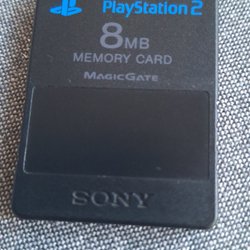 PlayStation 2
8MB
MEMORY CARD
MAGICGATE
SONY